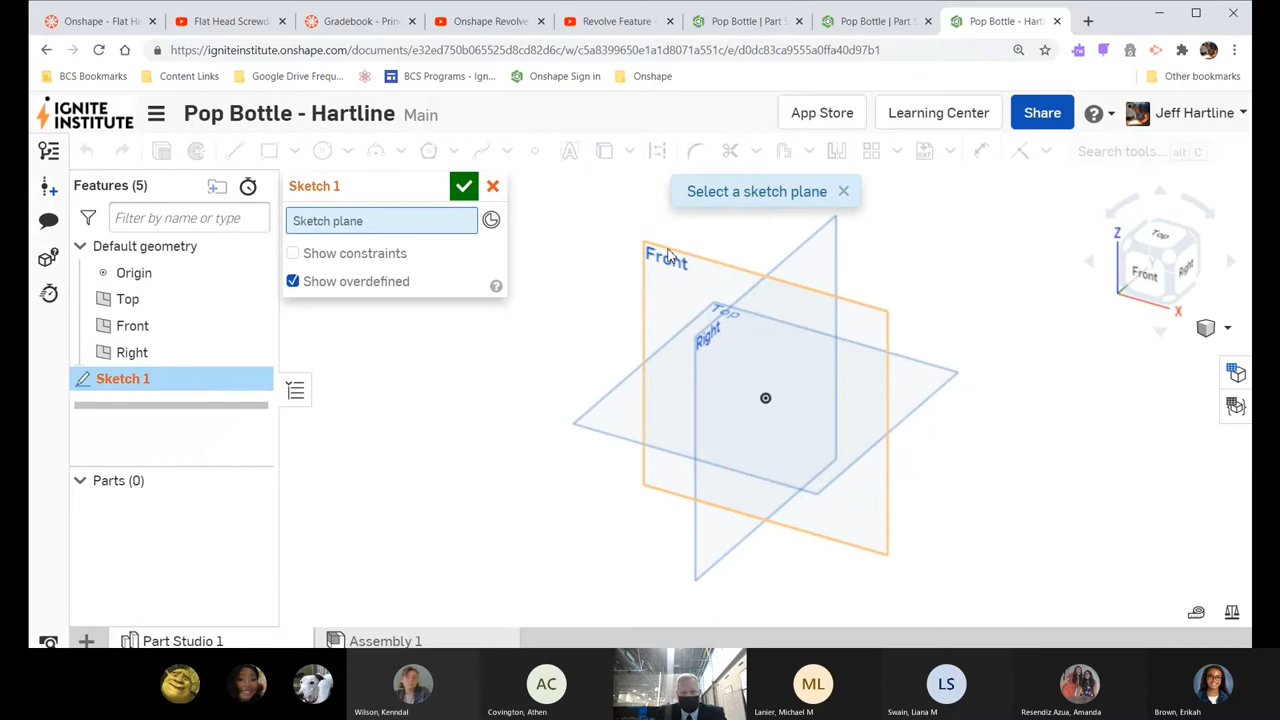 Onshape - Flat He
Flat Head Screwd
Gradebook - Prin
Onshape Revolve
Revolve Feature -
Pop Bottle | Part S
Pop Bottle | Part S
Pop Bottle - Hartl
https://igniteinstitute.onshape.com/documents/e32ed750b065525d8cd82d6c/w/c5a8399650e1a1d8071a551c/e/d0dc83ca9555a0ffa40d97b1
BCS Bookmarks
Content Links
Google Drive Frequ...
BCS Programs - Ign...
Onshape Sign in
Onshape
Other bookmarks
IGNITE
INSTITUTE
Pop Bottle - Hartline Main
App Store
Learning Center
Share
Jeff Hartline
Search tools...
alt C
Features (5)
Filter by name or type
Default geometry
Origin
Top
Front
Right
Sketch 1
Parts (0)
Sketch 1
Sketch plane
Show constraints
Show overdefined
Select a sketch plane
Front
Top
Right
Top
Front
Right
Z
Y
X
Part Studio 1
Assembly 1
AC
ML
LS
Wilson, Kenndal
Covington, Athen
Lanier, Michael M
Swain, Liana M
Resendiz Azua, Amanda
Brown, Erikah